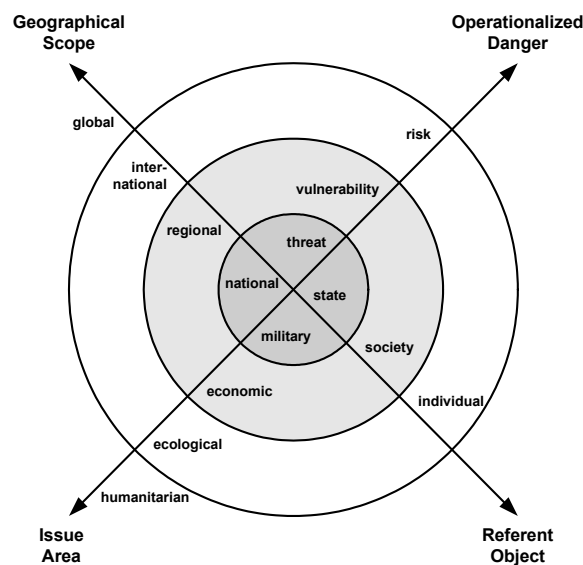 Geographical
Scope
Operationalized
Danger
global
risk
inter-
national
vulnerability
regional
threat
national
state
military
society
economic
individual
ecological
humanitarian
Issue
Area
Referent
Object